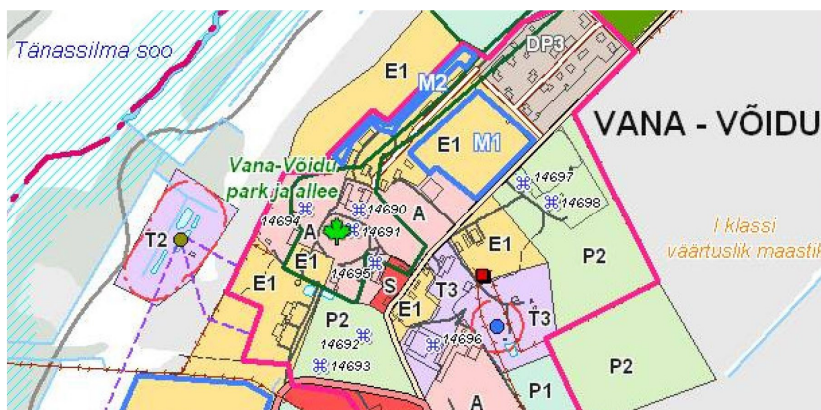 Tänassilma soo
DP3
E1
M2
VANA - VÕIDU
E1
M1
Vana-Võidu
park ja allee
14697
14698
14690
14694
14691
A
A
I klassi
väärtuslik maastik
T2
E1
P2
E1
E1
14695
S
T3
E1
T3
P2
14692
14696
14693
P2
P1
A